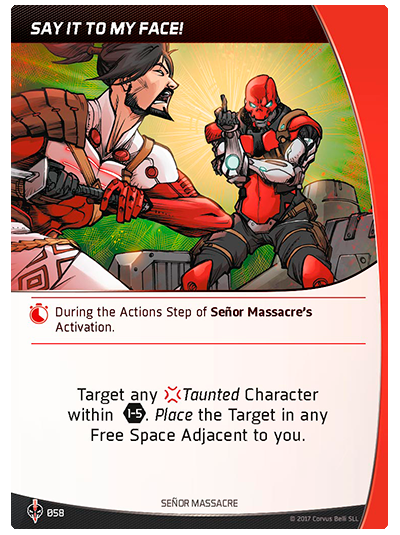 SAY IT TO MY FACE!
During the Actions Step of Señor Massacre's
Activation.
Target any Taunted Character
within 1-5. Place the Target in any
Free Space Adjacent to you.
SEÑOR MASSACRE
058
© 2017 Corvus Belli SLL